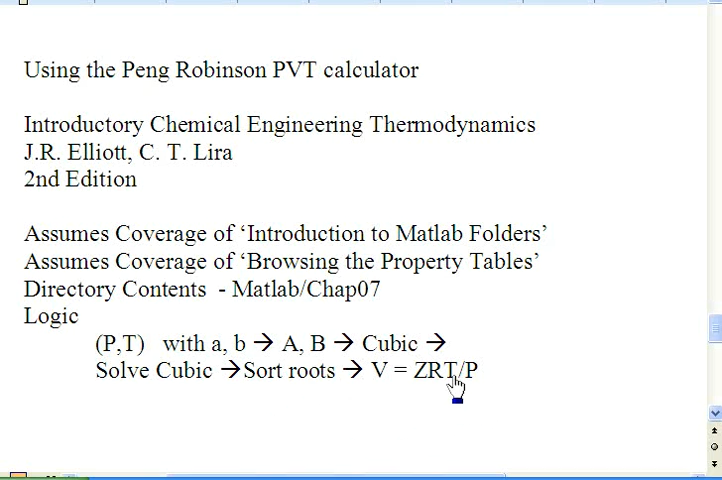 Using the Peng Robinson PVT calculator
Introductory Chemical Engineering Thermodynamics
J.R. Elliott, C. T. Lira
2nd Edition
Assumes Coverage of ‘Introduction to Matlab Folders’
Assumes Coverage of ‘Browsing the Property Tables’
Directory Contents - Matlab/Chap07
Logic
(P,T) with a, b → A, B → Cubic →
Solve Cubic →Sort roots → V = ZRT/P